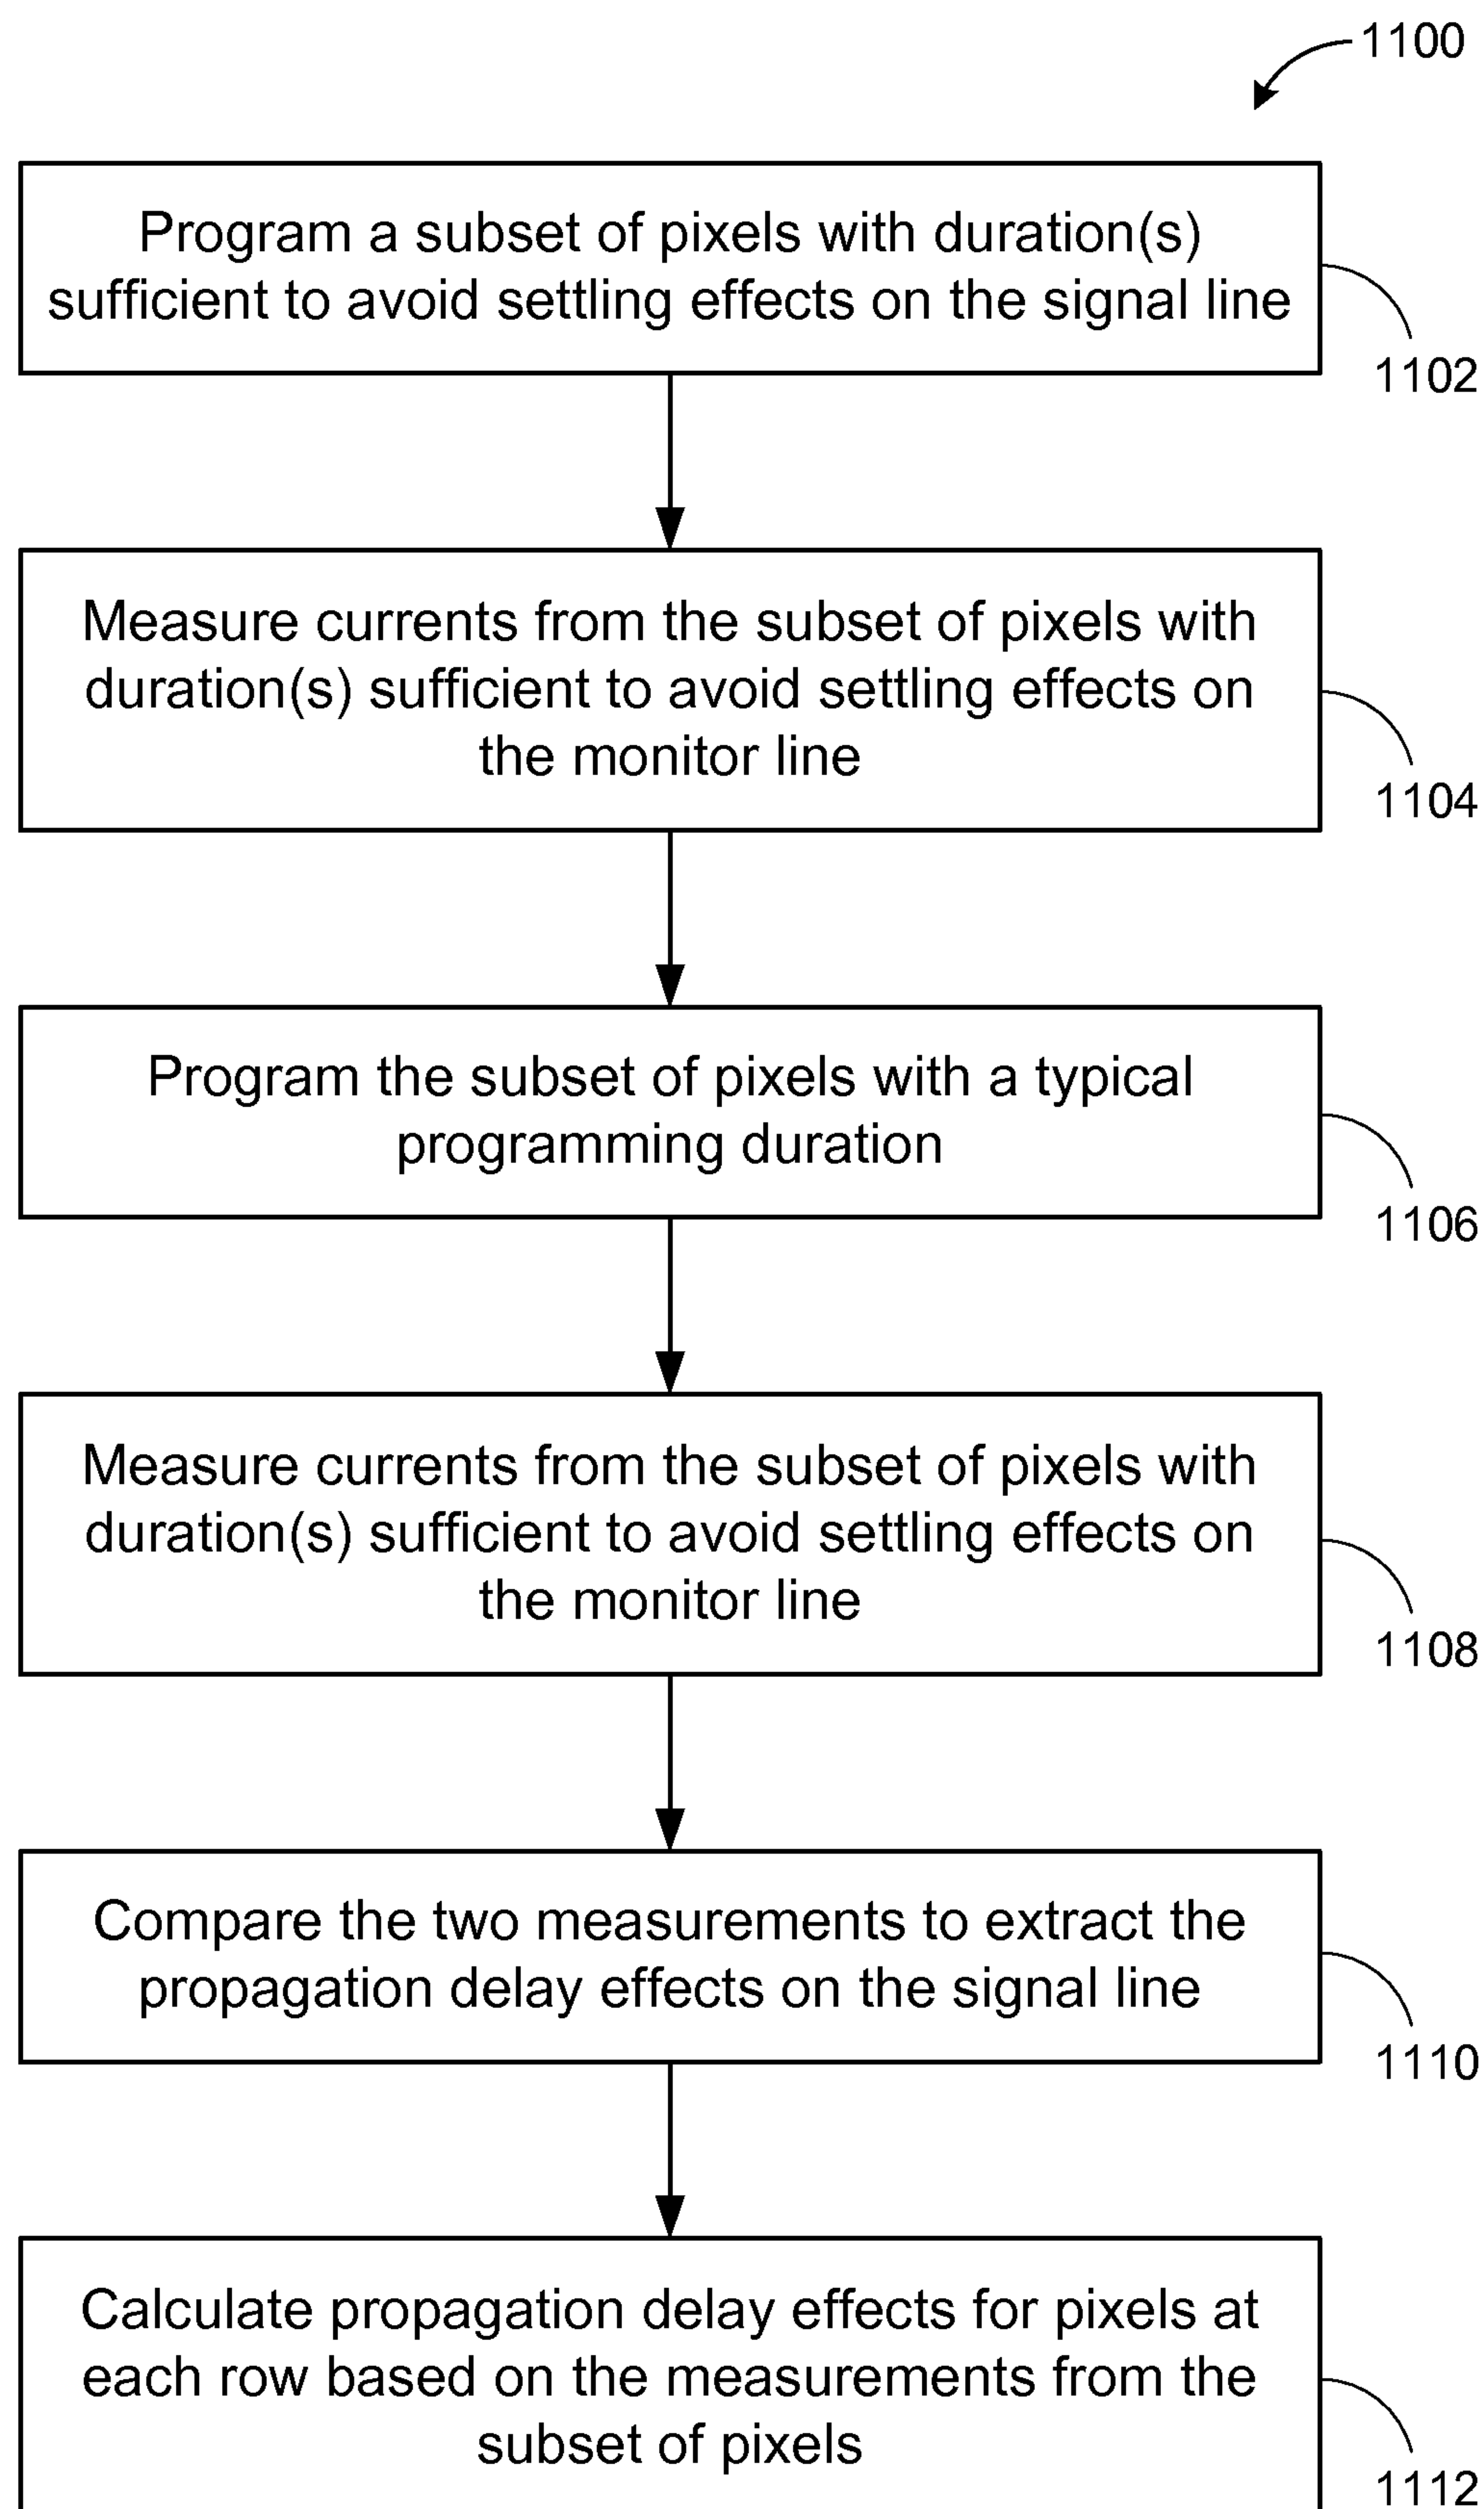 1100
Program a subset of pixels with duration(s)
sufficient to avoid settling effects on the signal line
1102
Measure currents from the subset of pixels with
duration(s) sufficient to avoid settling effects on
the monitor line
1104
Program the subset of pixels with a typical
programming duration
1106
Measure currents from the subset of pixels with
duration(s) sufficient to avoid settling effects on
the monitor line
1108
Compare the two measurements to extract the
propagation delay effects on the signal line
1110
Calculate propagation delay effects for pixels at
each row based on the measurements from the
subset of pixels
1112